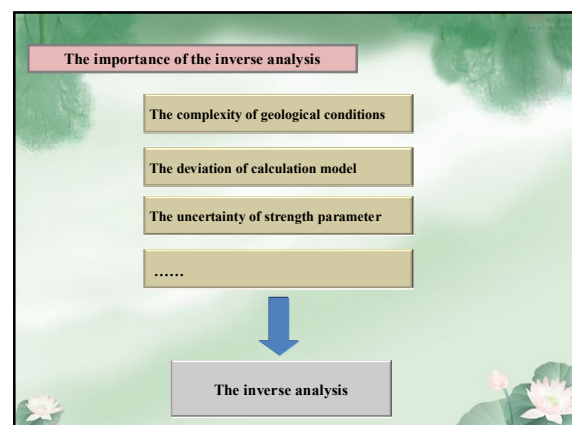 The importance of the inverse analysis
The complexity of geological conditions
The deviation of calculation model
The uncertainty of strength parameter
……
The inverse analysis